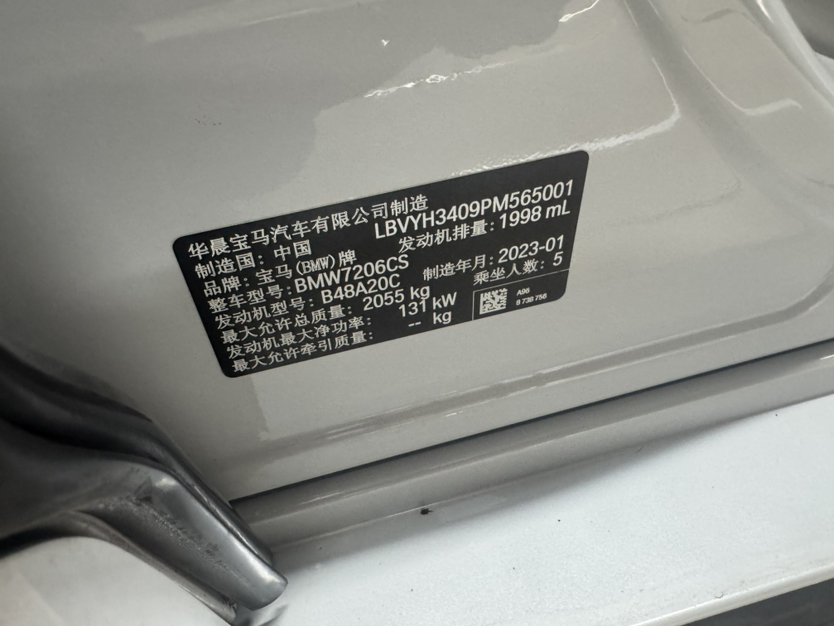 华晨宝马汽车有限公司制造
制造国: 中国 LBVYH3409PM565001
品牌: 宝马(BMW)牌 发动机排量: 1998 mL
整车型号: BMW7206CS
发动机型号: B48A20C 制造年月: 2023-01
最大允许总质量: 2055 kg 乘坐人数: 5
发动机最大净功率: 131 kW
最大允许牵引质量: -- kg
A96
8 738 756